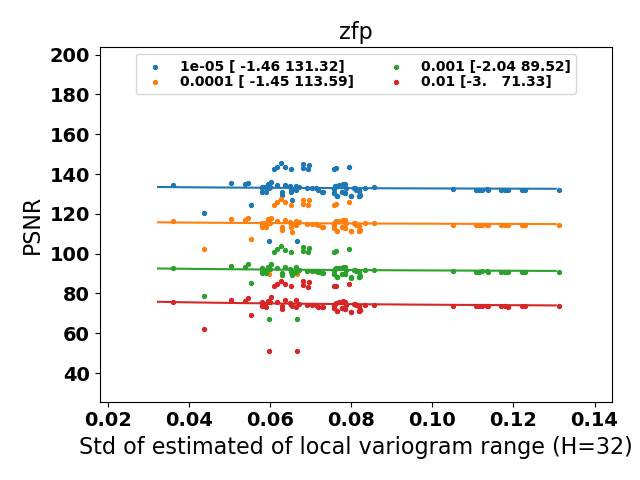 zfp
200
180
160
140
120
100
80
60
40
PSNR
1e-05 [ -1.46 131.32]
0.0001 [ -1.45 113.59]
0.001 [-2.04 89.52]
0.01 [-3.   71.33]
0.02 0.04 0.06 0.08 0.10 0.12 0.14
Std of estimated of local variogram range (H=32)